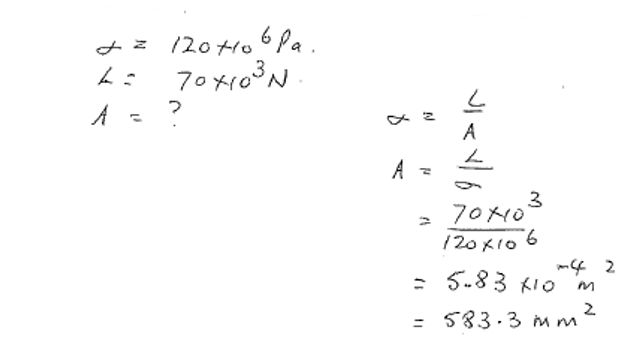 σ = 120×10⁶ Pa.
L = 70×10³ N.
A = ?
σ = L/A
A = L/σ
= 70×10³/120×10⁶
= 5.83 ×10⁻⁴ m²
= 583.3 mm²